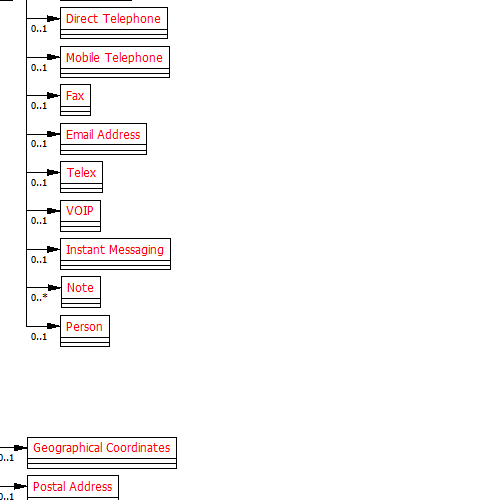 Direct Telephone
0..1
Mobile Telephone
0..1
Fax
0..1
Email Address
0..1
Telex
0..1
VOIP
0..1
Instant Messaging
0..1
Note
0..*
Person
0..1
Geographical Coordinates
0..1
Postal Address
0..1